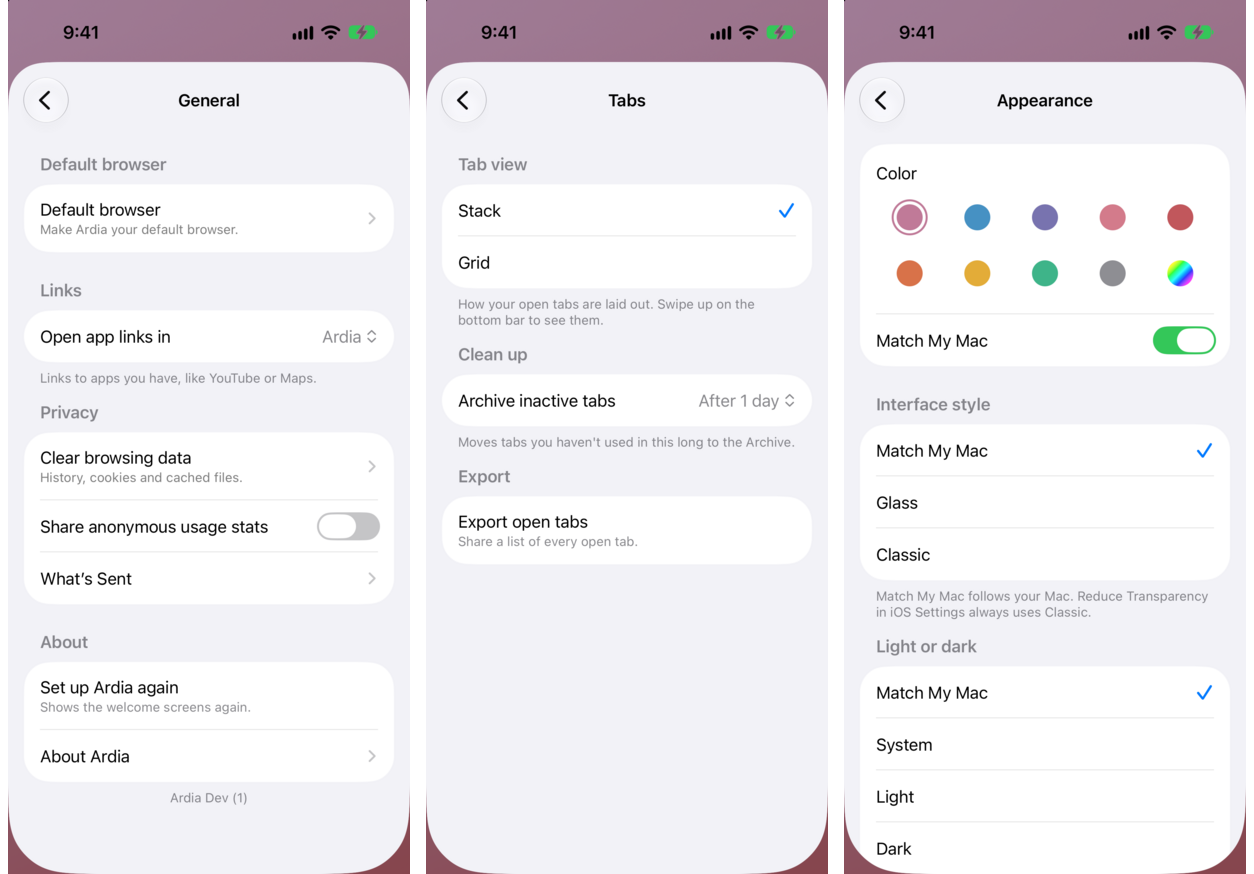 9:41
General
Default browser
Default browser
Make Ardia your default browser.
Links
Open app links in
Ardia
Links to apps you have, like YouTube or Maps.
Privacy
Clear browsing data
History, cookies and cached files.
Share anonymous usage stats
What’s Sent
About
Set up Ardia again
Shows the welcome screens again.
About Ardia
Ardia Dev (1)
9:41
Tabs
Tab view
Stack
Grid
How your open tabs are laid out. Swipe up on the
bottom bar to see them.
Clean up
Archive inactive tabs
After 1 day
Moves tabs you haven't used in this long to the Archive.
Export
Export open tabs
Share a list of every open tab.
9:41
Appearance
Color
Match My Mac
Interface style
Match My Mac
Glass
Classic
Match My Mac follows your Mac. Reduce Transparency
in iOS Settings always uses Classic.
Light or dark
Match My Mac
System
Light
Dark